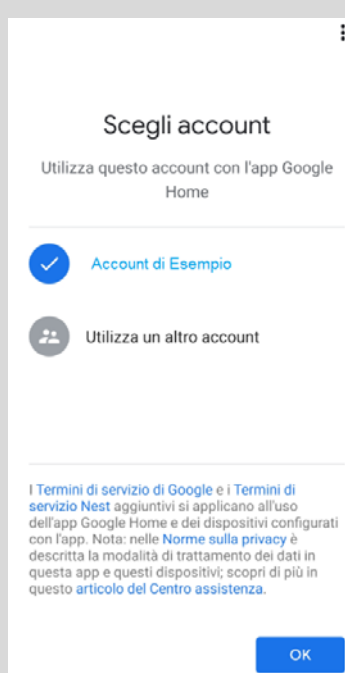 Scegli account
Utilizza questo account con l'app Google
Home
Account di Esempio
Utilizza un altro account
I Termini di servizio di Google e i Termini di
servizio Nest aggiuntivi si applicano all'uso
dell'app Google Home e dei dispositivi configurati
con l'app. Nota: nelle Norme sulla privacy è
descritta la modalità di trattamento dei dati in
questa app e questi dispositivi; scopri di più in
questo articolo del Centro assistenza.
OK